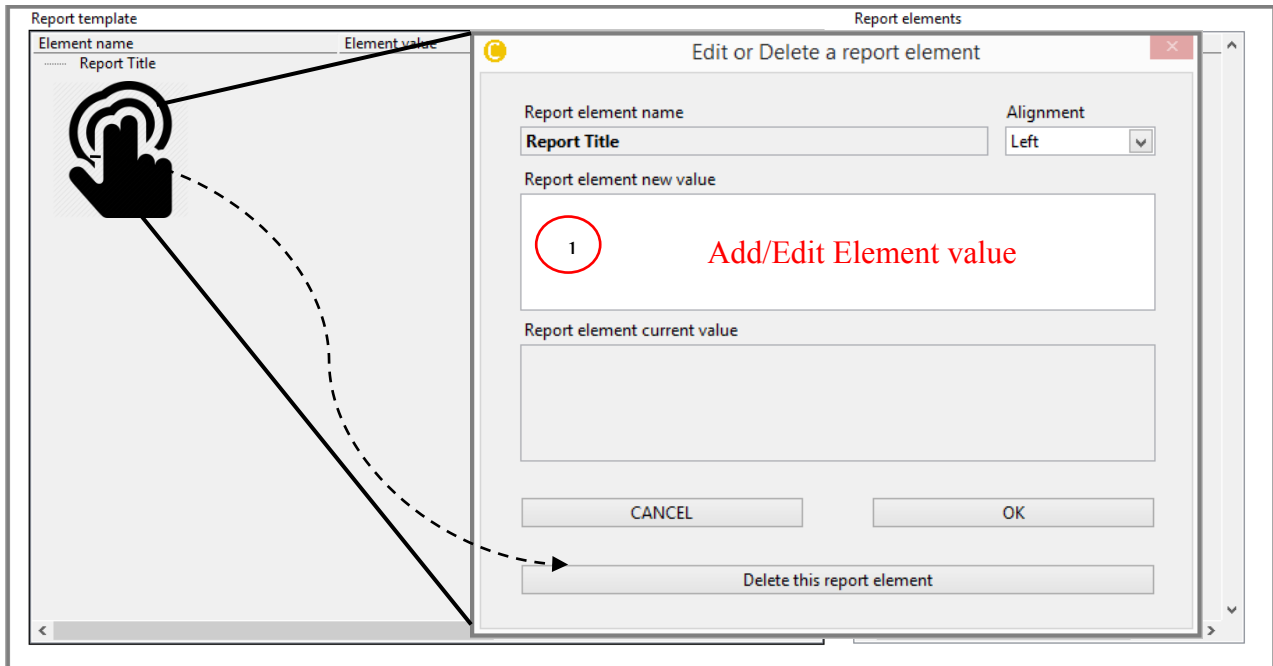 Report template
Report elements
Element name
Element value
Report Title
Edit or Delete a report element
Report element name
Alignment
Report Title
Left
Report element new value
1
Add/Edit Element value
Report element current value
CANCEL
OK
Delete this report element